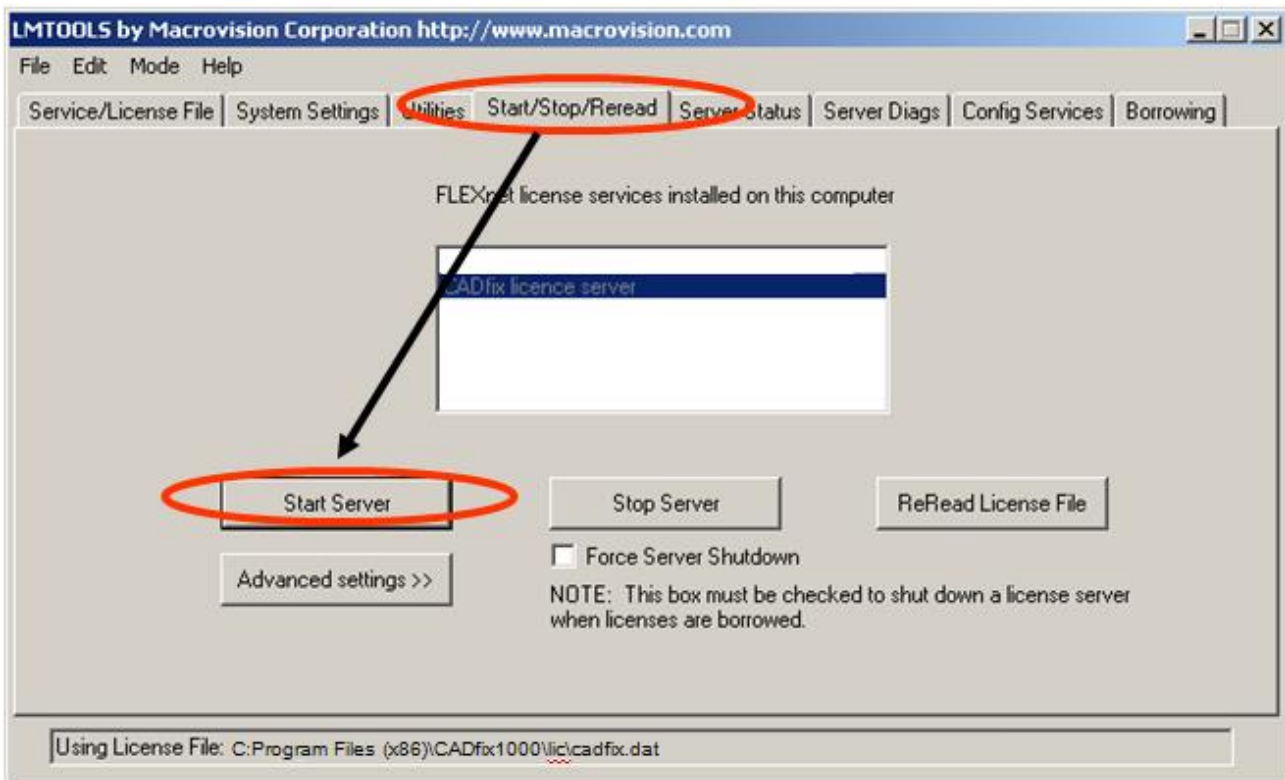 LMTOOLS by Macrovision Corporation http://www.macrovision.com
File Edit Mode Help
Service/License File System Settings Utilities Start/Stop/Reread Server Status Server Diags Config Services Borrowing
FLEXnet license services installed on this computer
CADfix licence server
Start Server Stop Server ReRead License File
Force Server Shutdown
Advanced settings >>
NOTE: This box must be checked to shut down a license server
when licenses are borrowed.
Using License File: C:Program Files (x86)\CADfix1000\lic\cadfix.dat